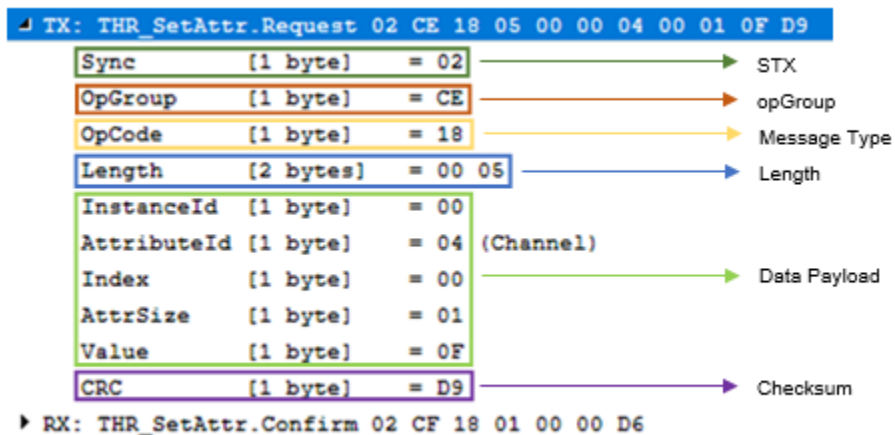 TX: THR_SetAttr.Request 02 CE 18 05 00 00 04 00 01 0F D9
Sync [1 byte] = 02 STX
OpGroup [1 byte] = CE opGroup
OpCode [1 byte] = 18 Message Type
Length [2 bytes] = 00 05 Length
InstanceId [1 byte] = 00
AttributeId [1 byte] = 04 (Channel)
Index [1 byte] = 00 Data Payload
AttrSize [1 byte] = 01
Value [1 byte] = 0F
CRC [1 byte] = D9 Checksum
RX: THR_SetAttr.Confirm 02 CF 18 01 00 00 D6